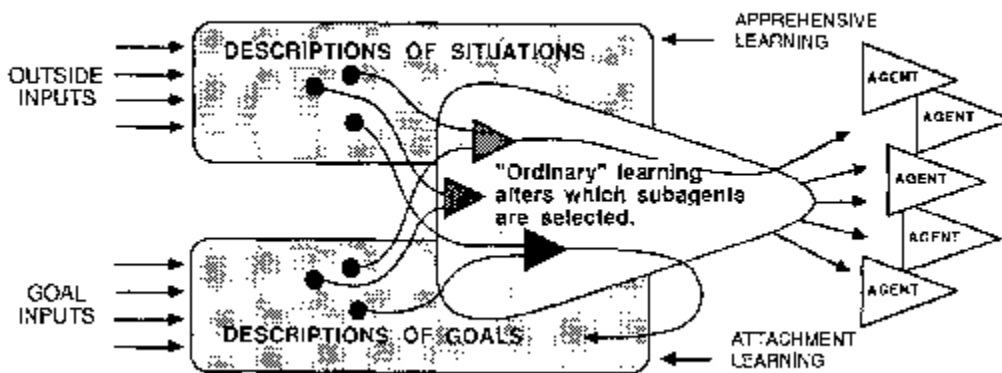 DESCRIPTIONS OF SITUATIONS
APPREHENSIVE
LEARNING
OUTSIDE
INPUTS
AGENT
AGENT
"Ordinary" learning
alters which subagents
are selected.
AGENT
AGENT
AGENT
GOAL
INPUTS
DESCRIPTIONS OF GOALS
ATTACHMENT
LEARNING